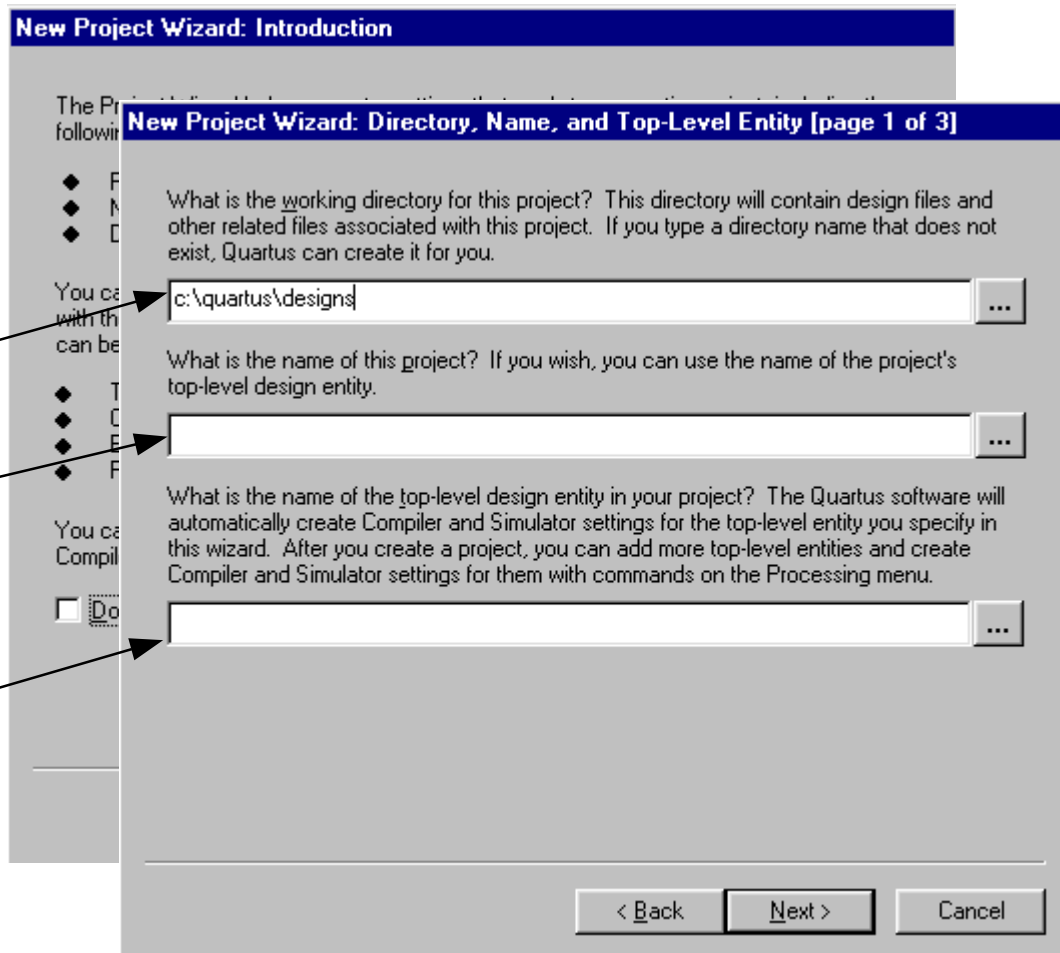 New Project Wizard: Introduction
The
followin
New Project Wizard: Directory, Name, and Top-Level Entity [page 1 of 3]
What is the working directory for this project? This directory will contain design files and
other related files associated with this project. If you type a directory name that does not
exist, Quartus can create it for you.
You ca
with th
can be
c:\quartus\designs
...
What is the name of this project? If you wish, you can use the name of the project's
top-level design entity.
...
What is the name of the top-level design entity in your project? The Quartus software will
automatically create Compiler and Simulator settings for the top-level entity you specify in
this wizard. After you create a project, you can add more top-level entities and create
Compiler and Simulator settings for them with commands on the Processing menu.
You ca
Compil
Do
...
< Back
Next >
Cancel